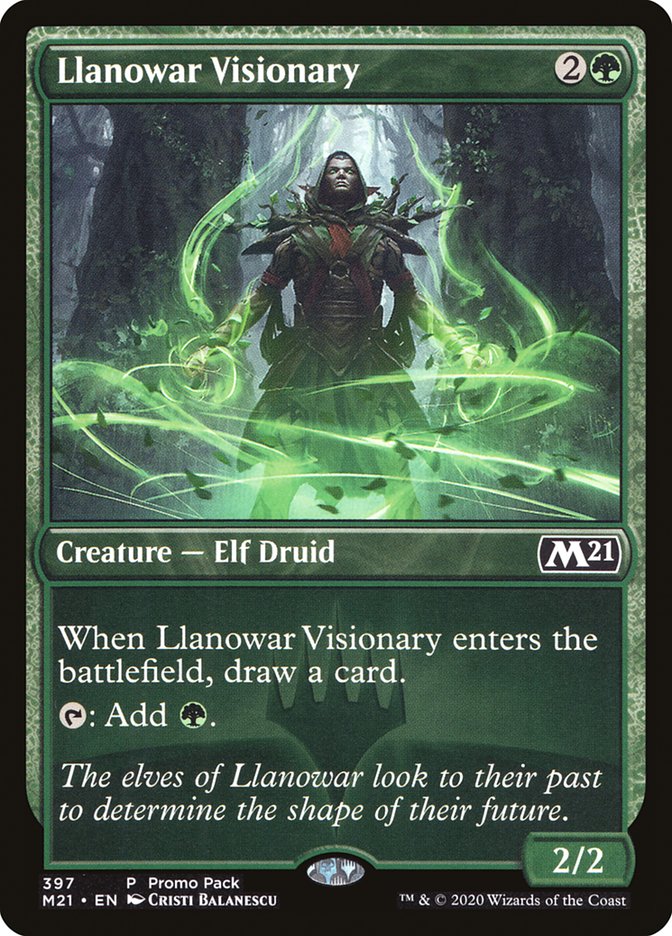 Llanowar Visionary 2
Creature — Elf Druid M21
When Llanowar Visionary enters the
battlefield, draw a card.
: Add .
The elves of Llanowar look to their past
to determine the shape of their future.
2/2
397 P Promo Pack
M21 • EN Cristi Balanescu ™ & © 2020 Wizards of the Coast